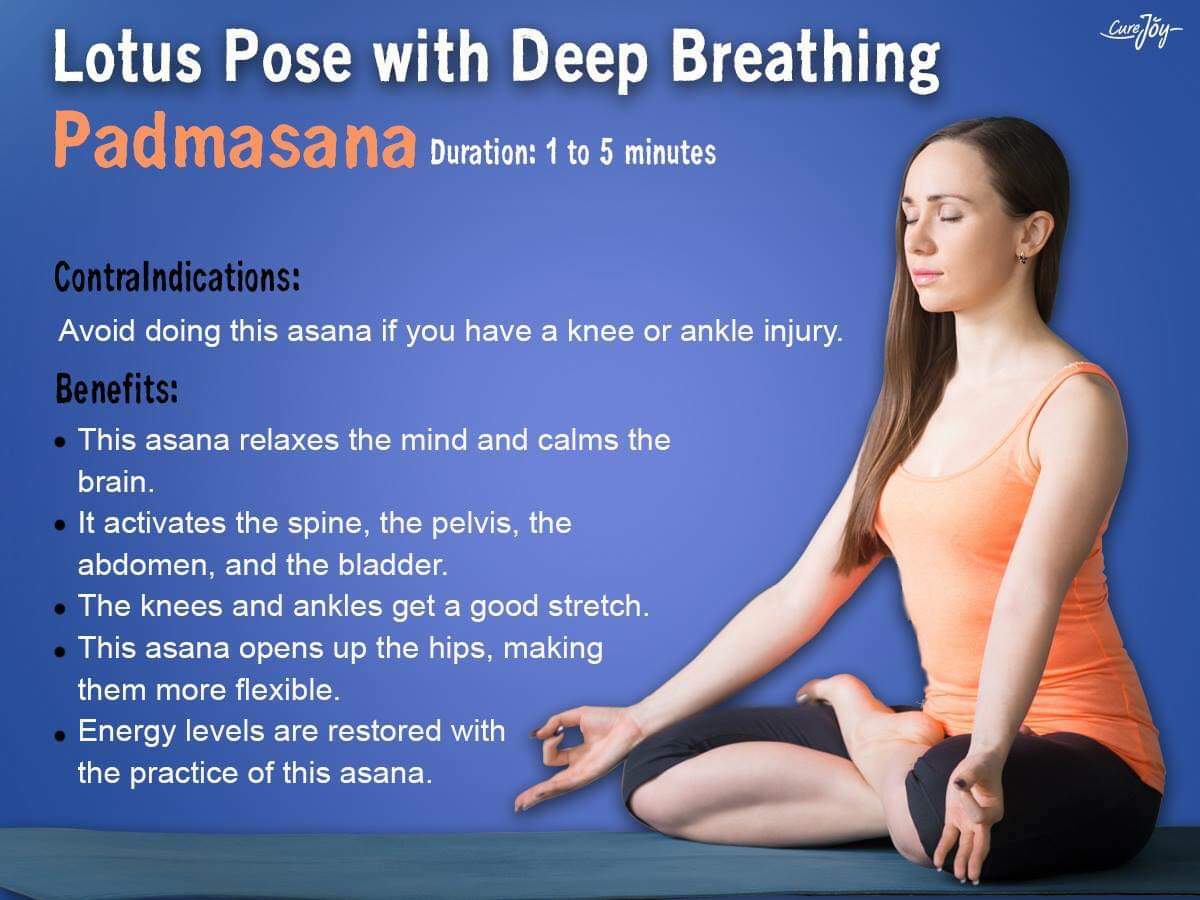 Cure Joy
Lotus Pose with Deep Breathing
Padmasana Duration: 1 to 5 minutes
ContraIndications:
Avoid doing this asana if you have a knee or ankle injury.
Benefits:
• This asana relaxes the mind and calms the
brain.
• It activates the spine, the pelvis, the
abdomen, and the bladder.
• The knees and ankles get a good stretch.
• This asana opens up the hips, making
them more flexible.
• Energy levels are restored with
the practice of this asana.